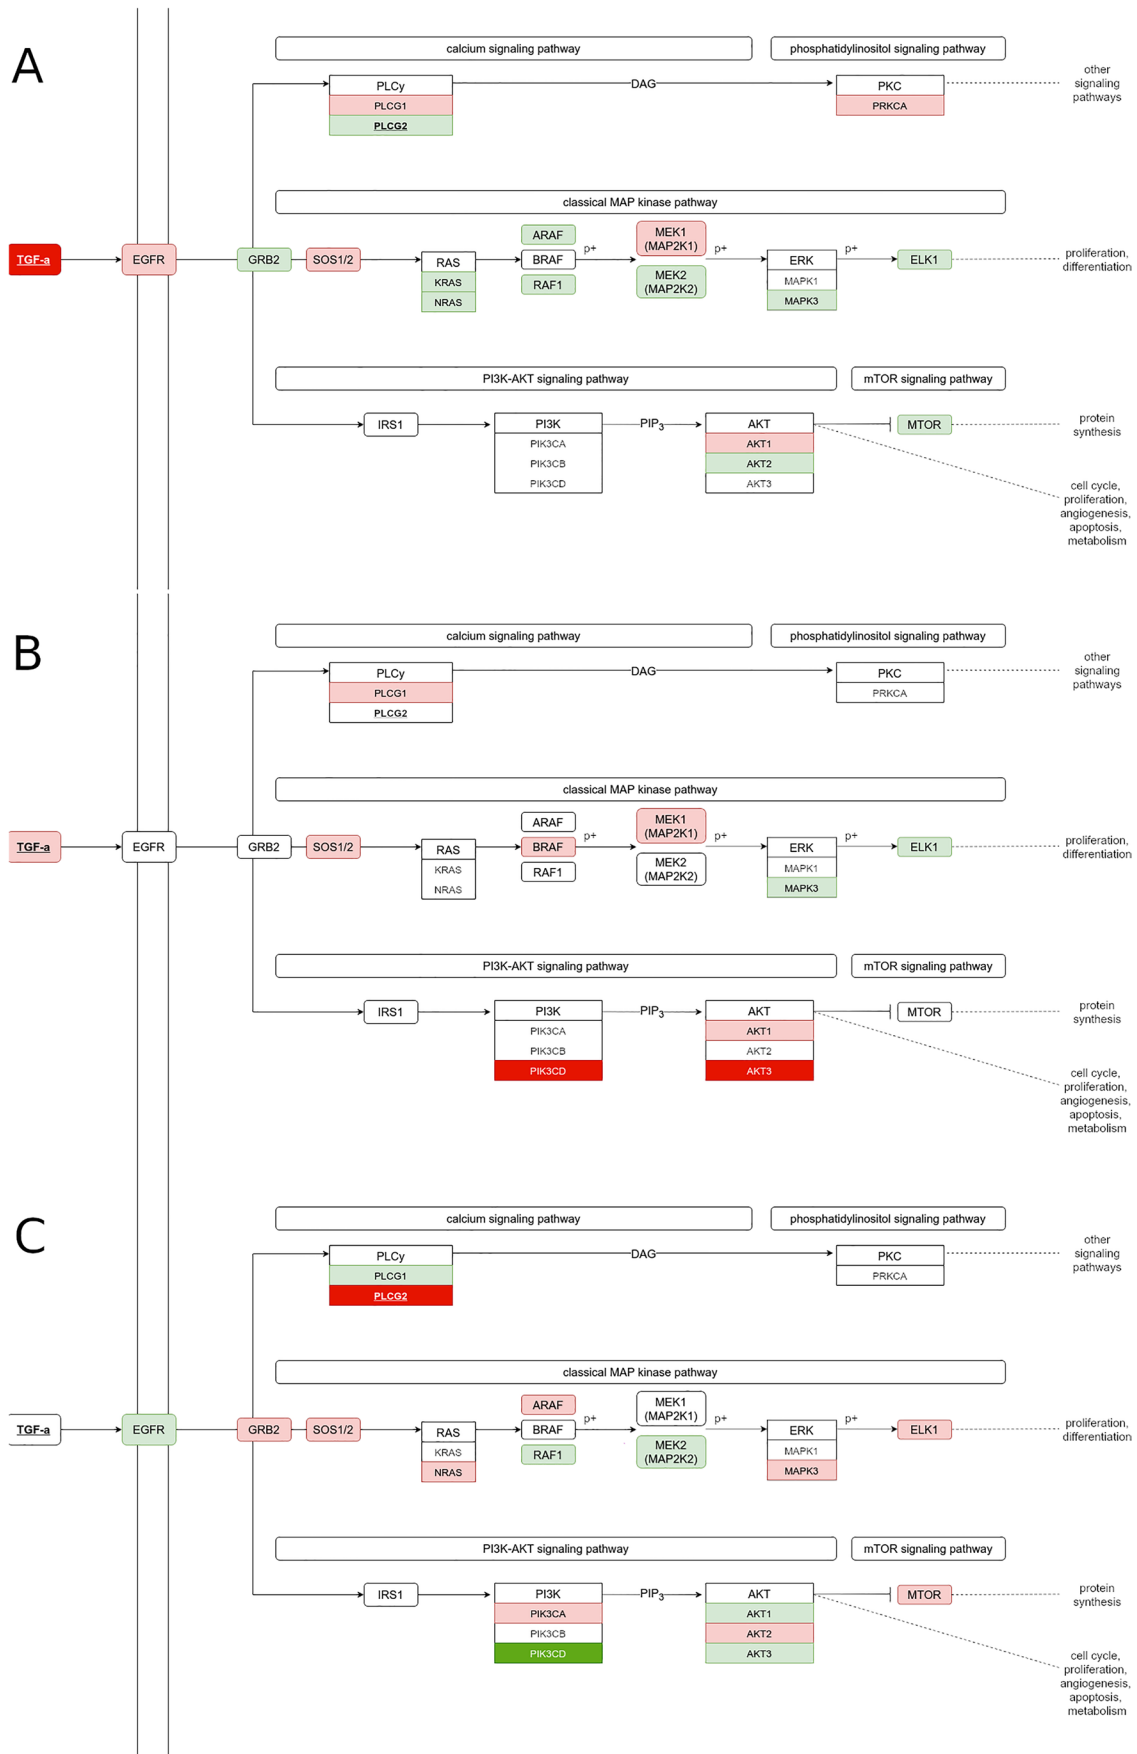 A
calcium signaling pathway
phosphatidylinositol signaling pathway
PLCy
PLCG1
PLCG2
DAG
PKC
PRKCA
other
signaling
pathways
classical MAP kinase pathway
TGF-a
EGFR
GRB2
SOS1/2
RAS
KRAS
NRAS
ARAF
BRAF
RAF1
p+
MEK1
(MAP2K1)
MEK2
(MAP2K2)
p+
ERK
MAPK1
MAPK3
p+
ELK1
proliferation,
differentiation
PI3K-AKT signaling pathway
mTOR signaling pathway
IRS1
PI3K
PIK3CA
PIK3CB
PIK3CD
PIP3
AKT
AKT1
AKT2
AKT3
MTOR
protein
synthesis
cell cycle,
proliferation,
angiogenesis,
apoptosis,
metabolism
B
calcium signaling pathway
phosphatidylinositol signaling pathway
PLCy
PLCG1
PLCG2
DAG
PKC
PRKCA
other
signaling
pathways
classical MAP kinase pathway
TGF-a
EGFR
GRB2
SOS1/2
RAS
KRAS
NRAS
ARAF
BRAF
RAF1
p+
MEK1
(MAP2K1)
MEK2
(MAP2K2)
p+
ERK
MAPK1
MAPK3
p+
ELK1
proliferation,
differentiation
PI3K-AKT signaling pathway
mTOR signaling pathway
IRS1
PI3K
PIK3CA
PIK3CB
PIK3CD
PIP3
AKT
AKT1
AKT2
AKT3
MTOR
protein
synthesis
cell cycle,
proliferation,
angiogenesis,
apoptosis,
metabolism
C
calcium signaling pathway
phosphatidylinositol signaling pathway
PLCy
PLCG1
PLCG2
DAG
PKC
PRKCA
other
signaling
pathways
classical MAP kinase pathway
TGF-a
EGFR
GRB2
SOS1/2
RAS
KRAS
NRAS
ARAF
BRAF
RAF1
p+
MEK1
(MAP2K1)
MEK2
(MAP2K2)
p+
ERK
MAPK1
MAPK3
p+
ELK1
proliferation,
differentiation
PI3K-AKT signaling pathway
mTOR signaling pathway
IRS1
PI3K
PIK3CA
PIK3CB
PIK3CD
PIP3
AKT
AKT1
AKT2
AKT3
MTOR
protein
synthesis
cell cycle,
proliferation,
angiogenesis,
apoptosis,
metabolism